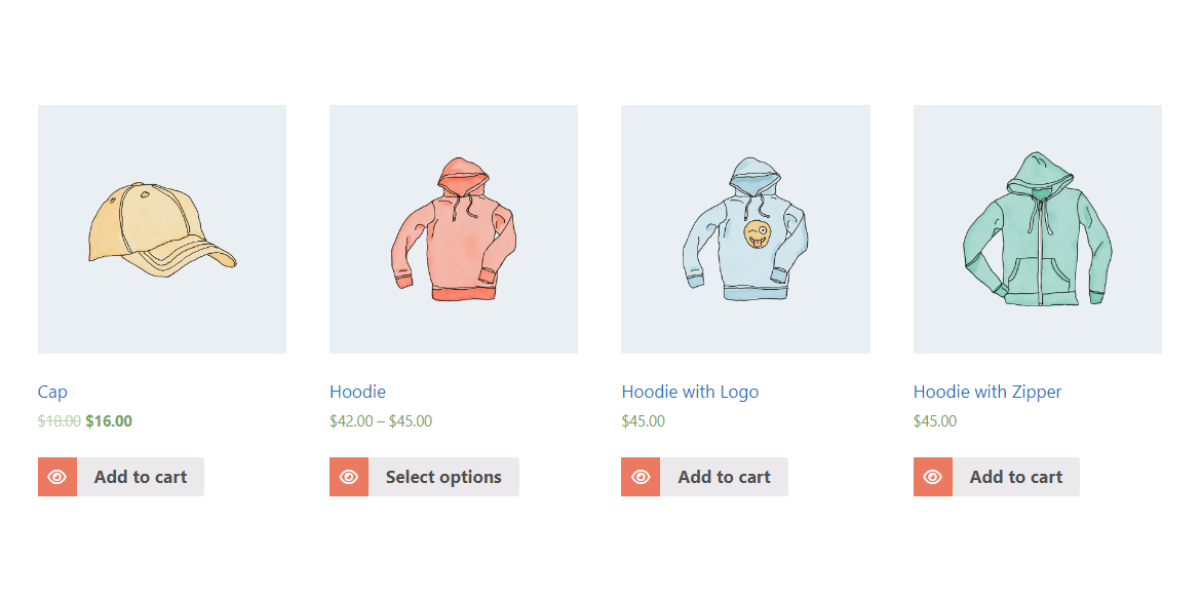 Cap
$18.00 $16.00
Add to cart
Hoodie
$42.00 – $45.00
Select options
Hoodie with Logo
$45.00
Add to cart
Hoodie with Zipper
$45.00
Add to cart